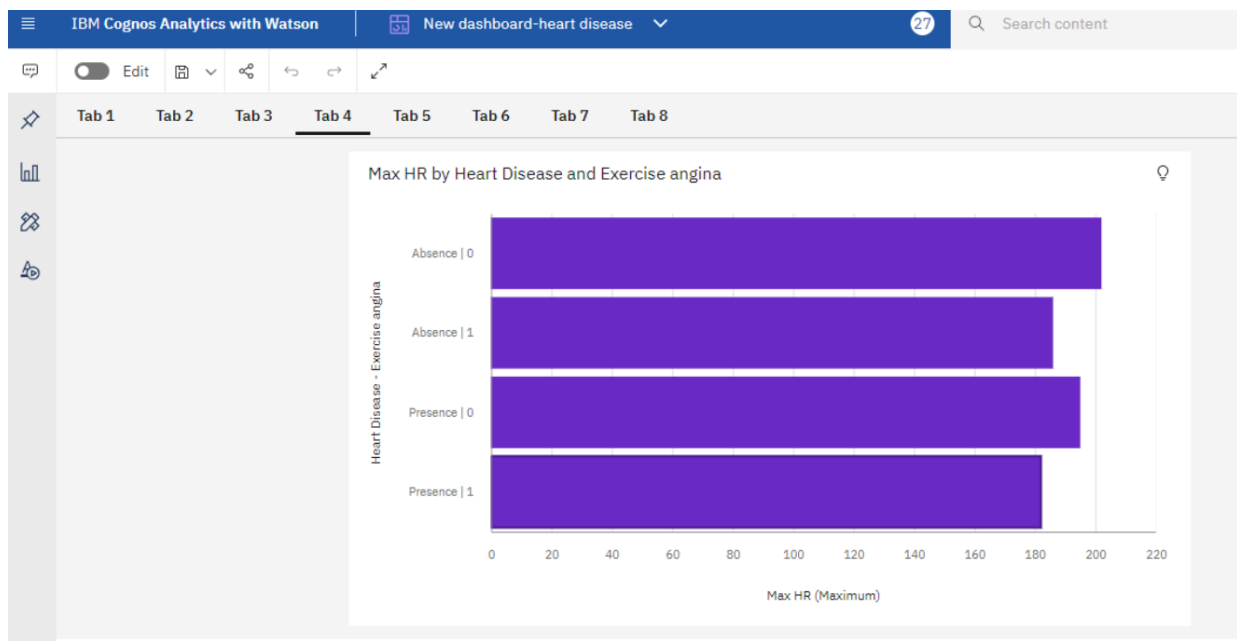 IBM Cognos Analytics with Watson
New dashboard-heart disease
27
Search content
Edit
Tab 1 Tab 2 Tab 3 Tab 4 Tab 5 Tab 6 Tab 7 Tab 8
Max HR by Heart Disease and Exercise angina
Heart Disease - Exercise angina
Absence | 0
Absence | 1
Presence | 0
Presence | 1
0 20 40 60 80 100 120 140 160 180 200 220
Max HR (Maximum)